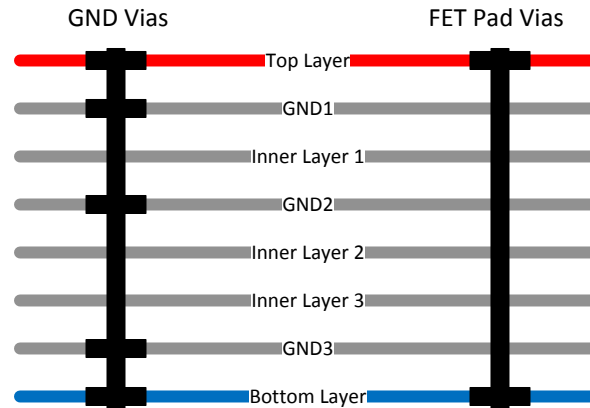 GND Vias
FET Pad Vias
Top Layer
GND1
Inner Layer 1
GND2
Inner Layer 2
Inner Layer 3
GND3
Bottom Layer